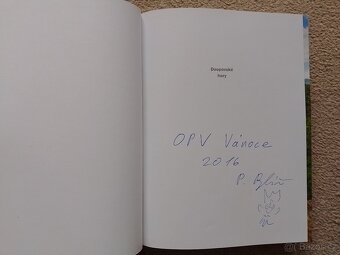 Doupovské
hory
OPV Vánoce
2016
P.